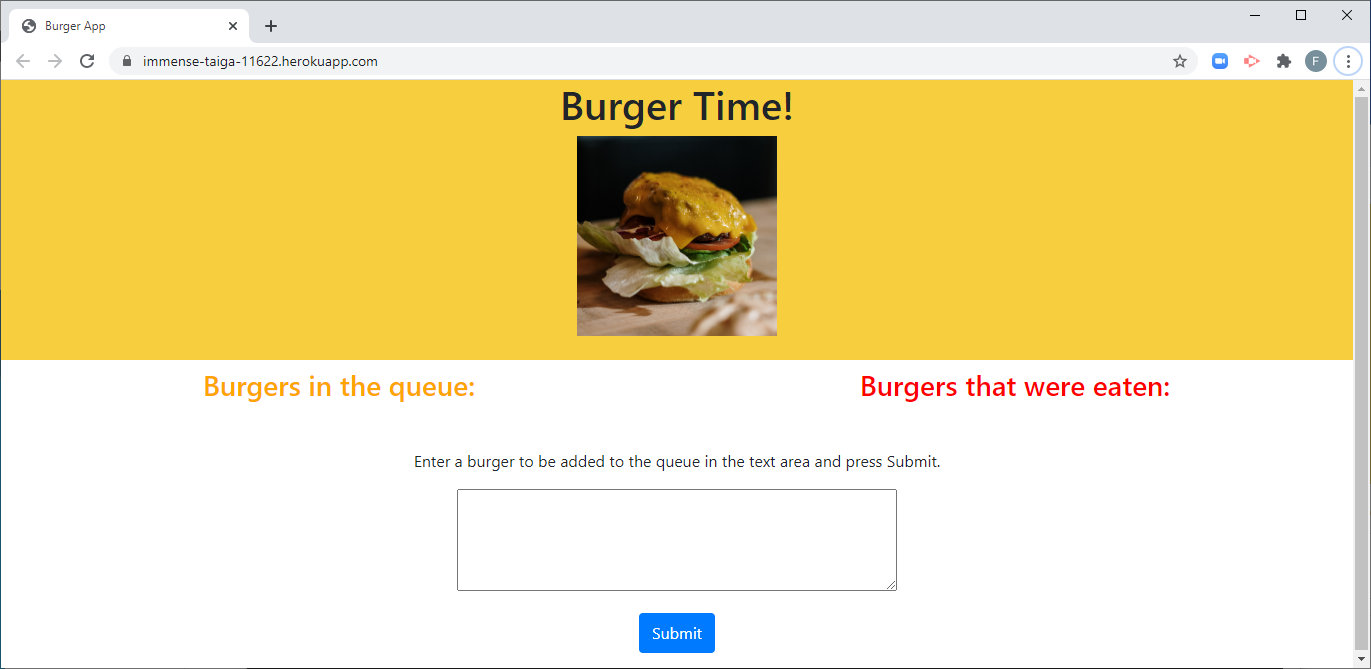 Burger App
immense-taiga-11622.herokuapp.com
F
Burger Time!
Burgers in the queue:
Burgers that were eaten:
Enter a burger to be added to the queue in the text area and press Submit.
Submit